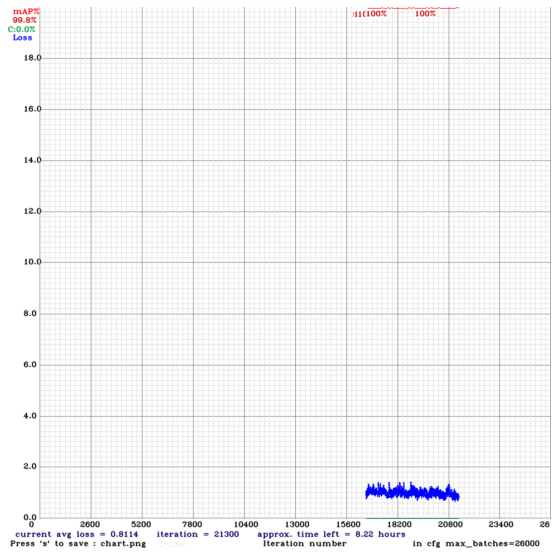 mAP%
99.8%
C:0.0%
Loss
100%
100%
18.0
16.0
14.0
12.0
10.0
8.0
6.0
4.0
2.0
0.0
0 2600 5200 7800 10400 13000 15600 18200 20800 23400 26
current avg loss = 0.8114 iteration = 21300 approx. time left = 8.22 hours
Press 's' to save : chart.png Iteration number in cfg max_batches=26000